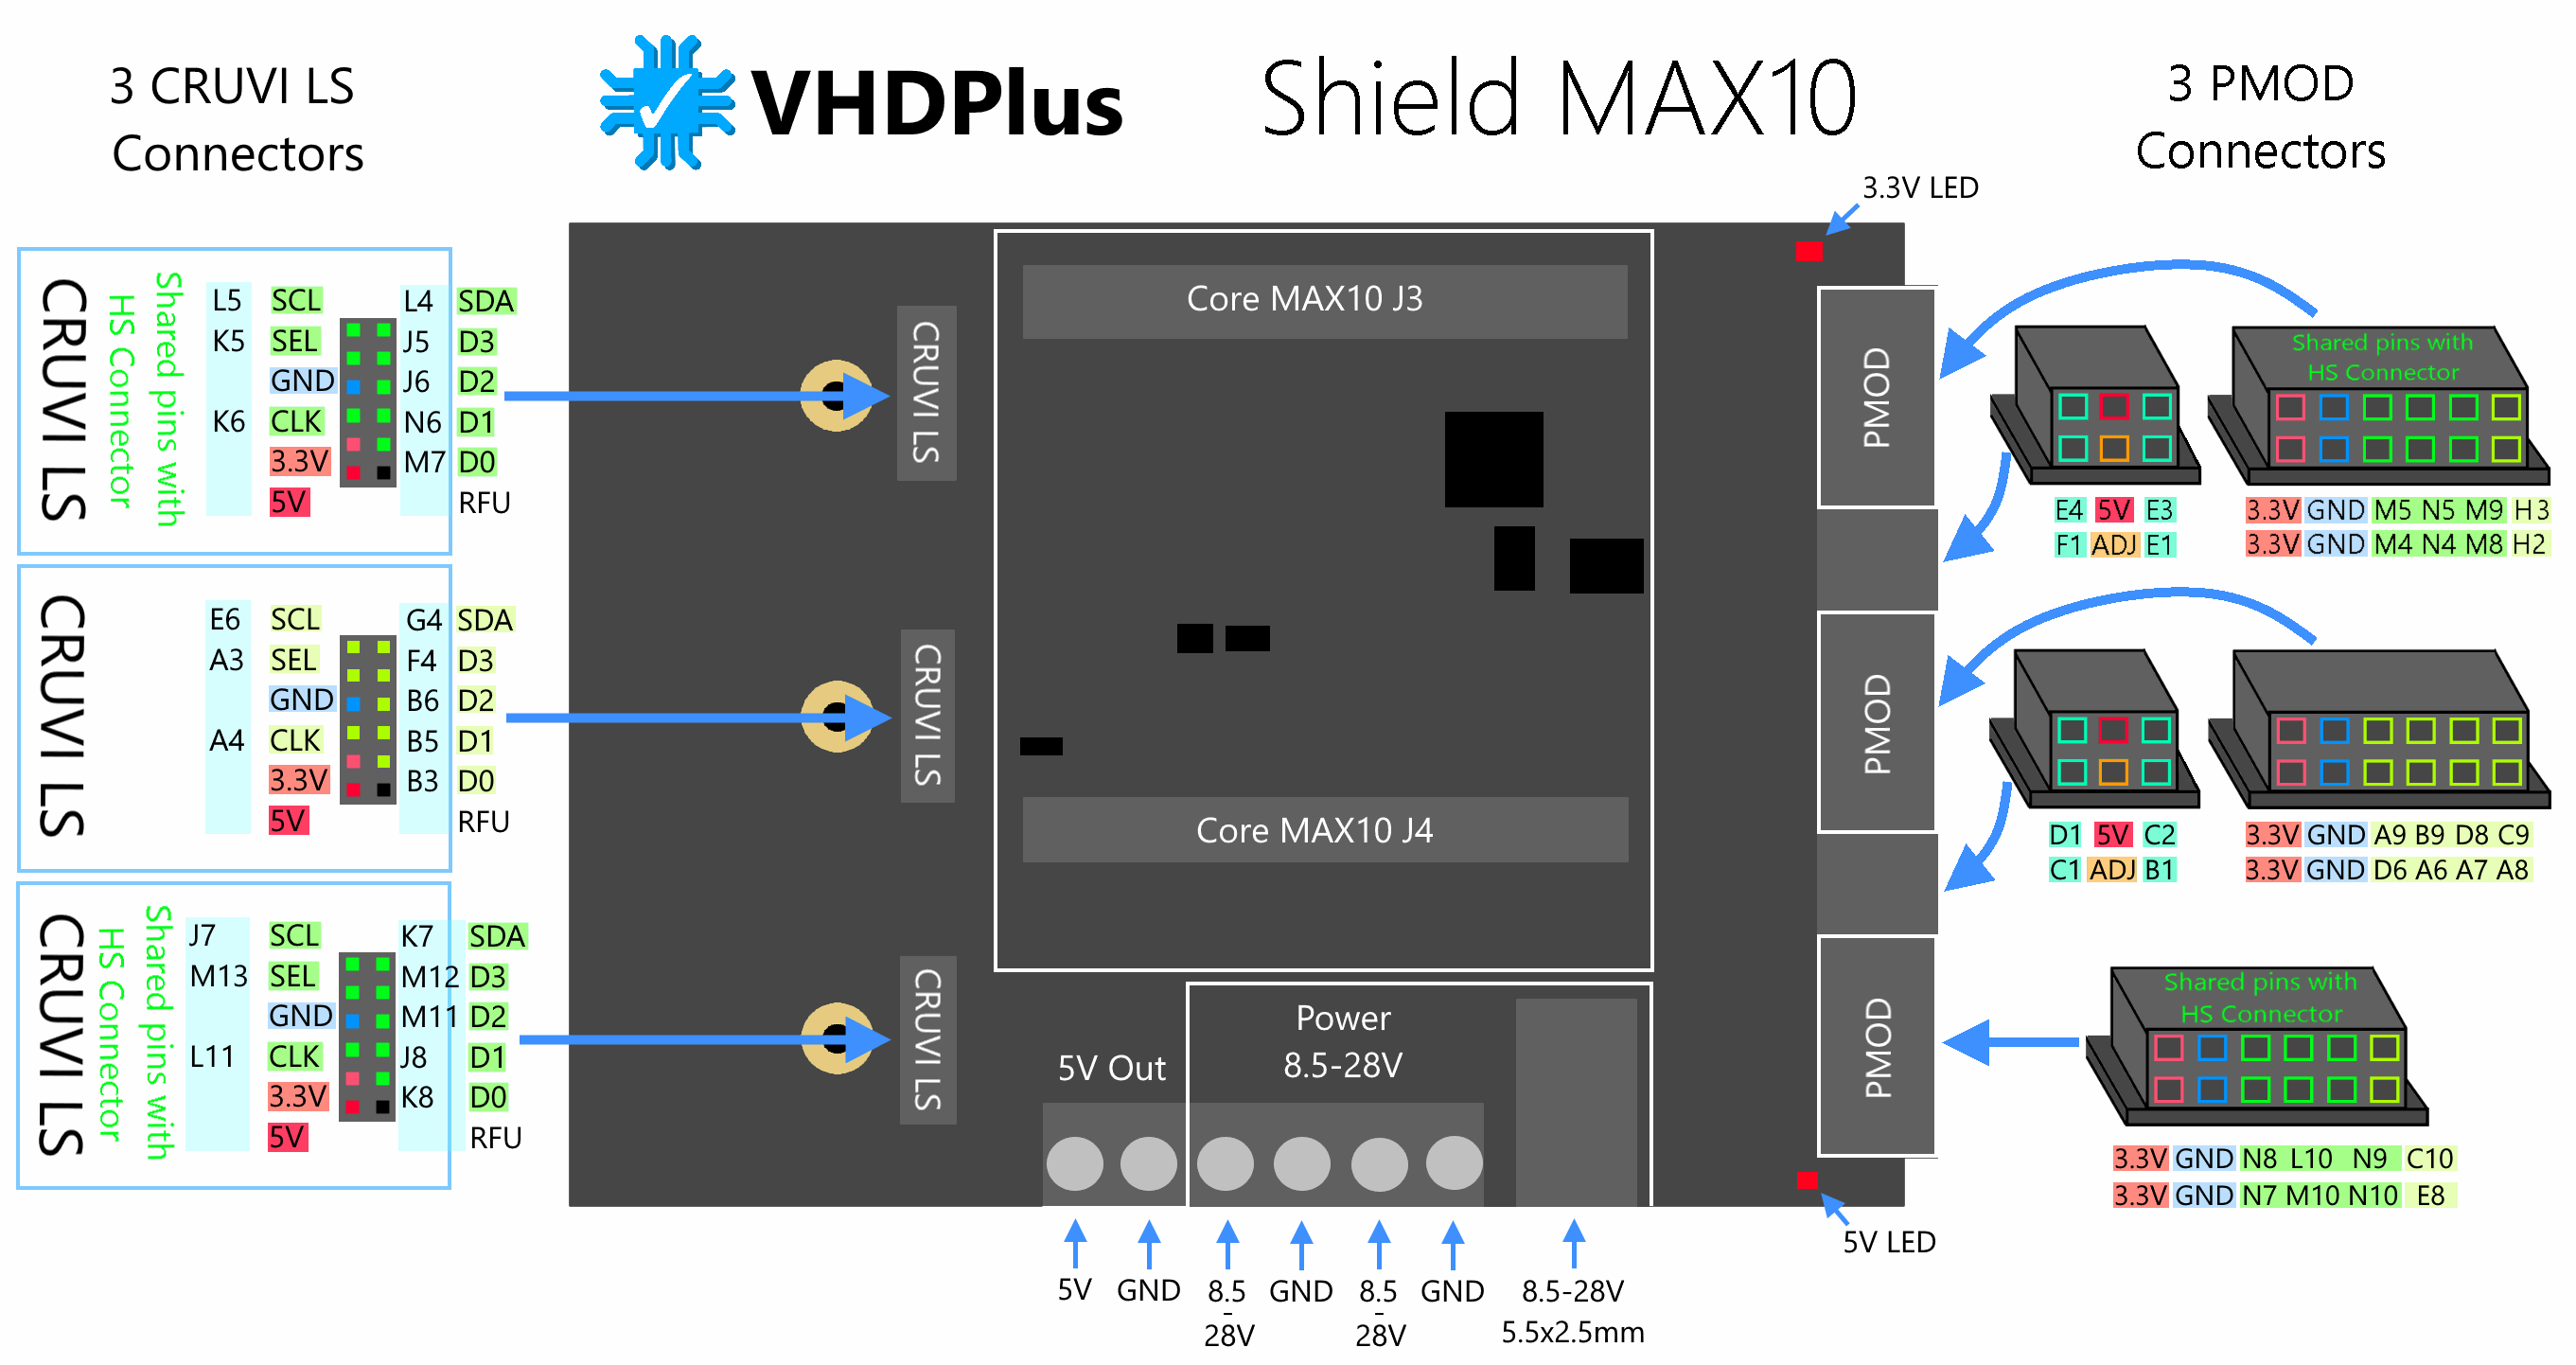 3 CRUVI LS
Connectors
VHDPlus
Shield MAX10
3 PMOD
Connectors
3.3V LED
CRUVI LS
Shared pins with
HS Connector
L5 SCL L4 SDA
K5 SEL J5 D3
GND J6 D2
K6 CLK N6 D1
3.3V M7 D0
5V RFU
CRUVI LS
E6 SCL G4 SDA
A3 SEL F4 D3
GND B6 D2
A4 CLK B5 D1
3.3V B3 D0
5V RFU
CRUVI LS
Shared pins with
HS Connector
J7 SCL K7 SDA
M13 SEL M12 D3
GND M11 D2
L11 CLK J8 D1
3.3V K8 D0
5V RFU
CRUVI LS
CRUVI LS
CRUVI LS
Core MAX10 J3
Core MAX10 J4
5V Out
Power
8.5-28V
PMOD
PMOD
PMOD
Shared pins with
HS Connector
E4 5V E3
F1 ADJ E1
3.3V GND M5 N5 M9 H3
3.3V GND M4 N4 M8 H2
D1 5V C2
C1 ADJ B1
3.3V GND A9 B9 D8 C9
3.3V GND D6 A6 A7 A8
Shared pins with
HS Connector
3.3V GND N8 L10 N9 C10
3.3V GND N7 M10 N10 E8
5V LED
5V GND 8.5 GND 8.5 GND 8.5-28V
- -
28V 28V 5.5x2.5mm